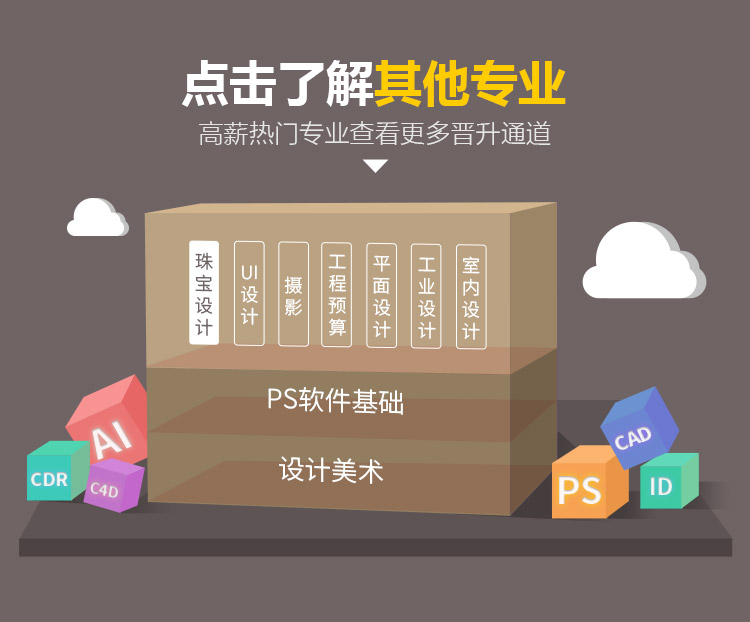 点击了解其他专业
高薪热门专业查看更多晋升通道
珠宝设计
UI设计
摄影
工程预算
平面设计
工业设计
室内设计
PS软件基础
设计美术
AI
CDR
C4D
CAD
PS
ID